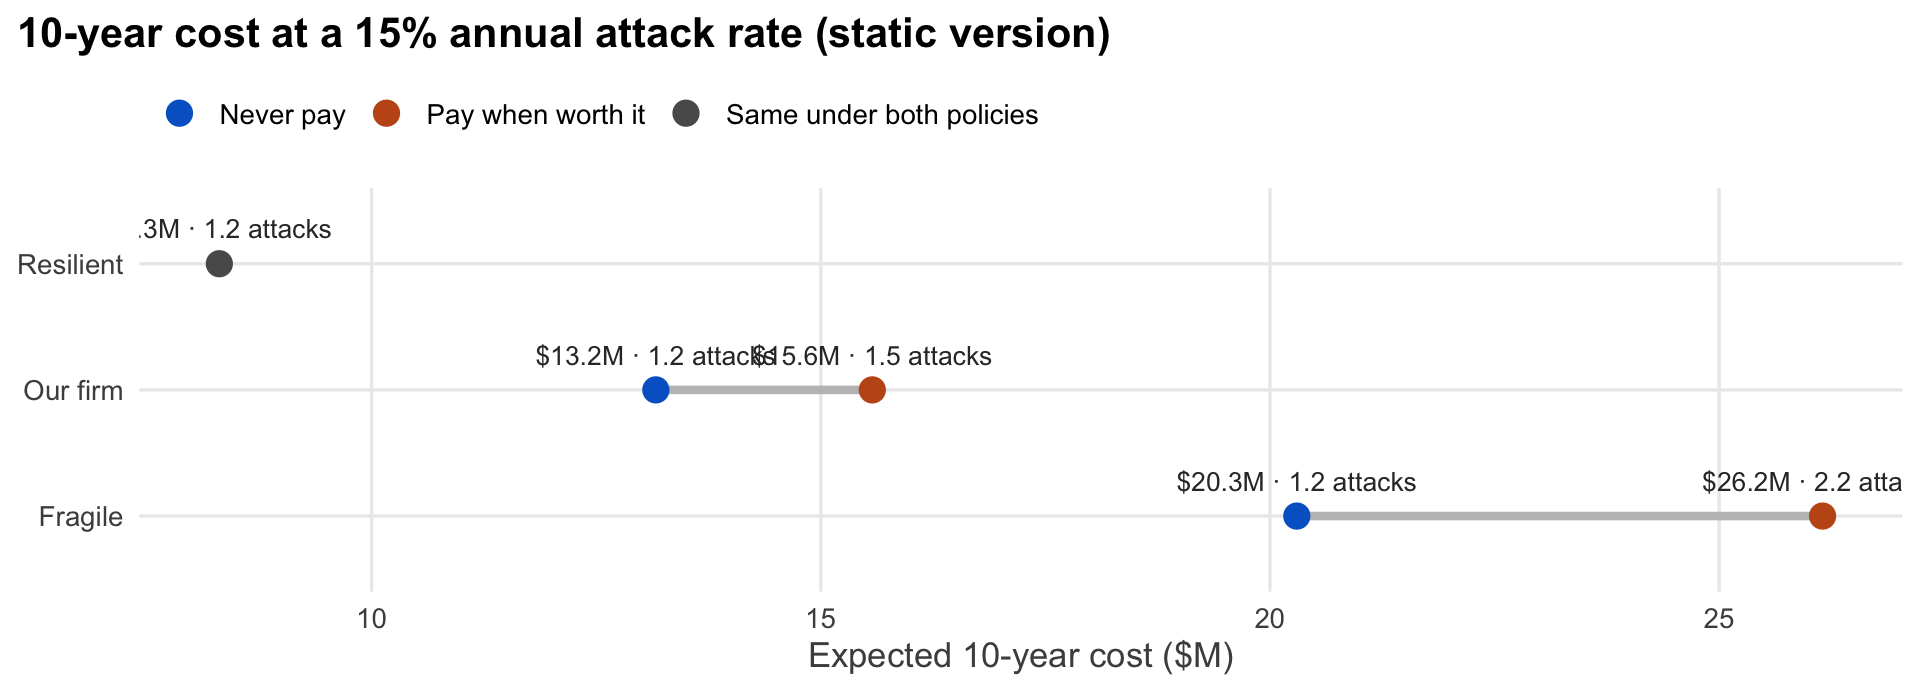 10-year cost at a 15% annual attack rate (static version)
Never pay Pay when worth it Same under both policies
.3M · 1.2 attacks
Resilient
$13.2M · 1.2 attacks $15.6M · 1.5 attacks
Our firm
$20.3M · 1.2 attacks $26.2M · 2.2 atta
Fragile
10 15 20 25
Expected 10-year cost ($M)